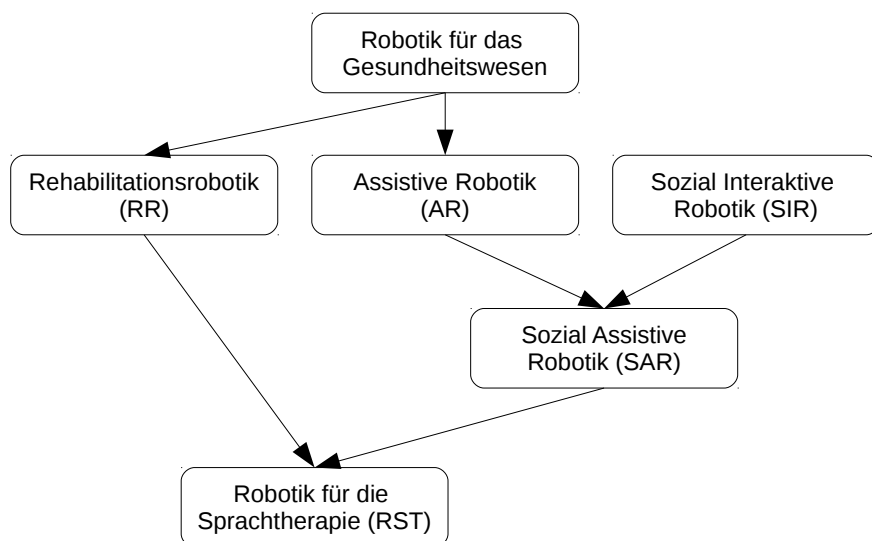 Robotik für das
Gesundheitswesen
Rehabilitationsrobotik
(RR)
Assistive Robotik
(AR)
Sozial Interaktive
Robotik (SIR)
Sozial Assistive
Robotik (SAR)
Robotik für die
Sprachtherapie (RST)